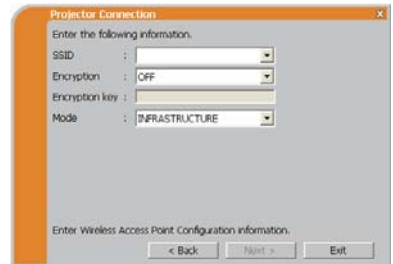 Projector Connection
Enter the following information.
SSID :
Encryption : OFF
Encryption key :
Mode : INFRASTRUCTURE
Enter Wireless Access Point Configuration information.
< Back Next > Exit